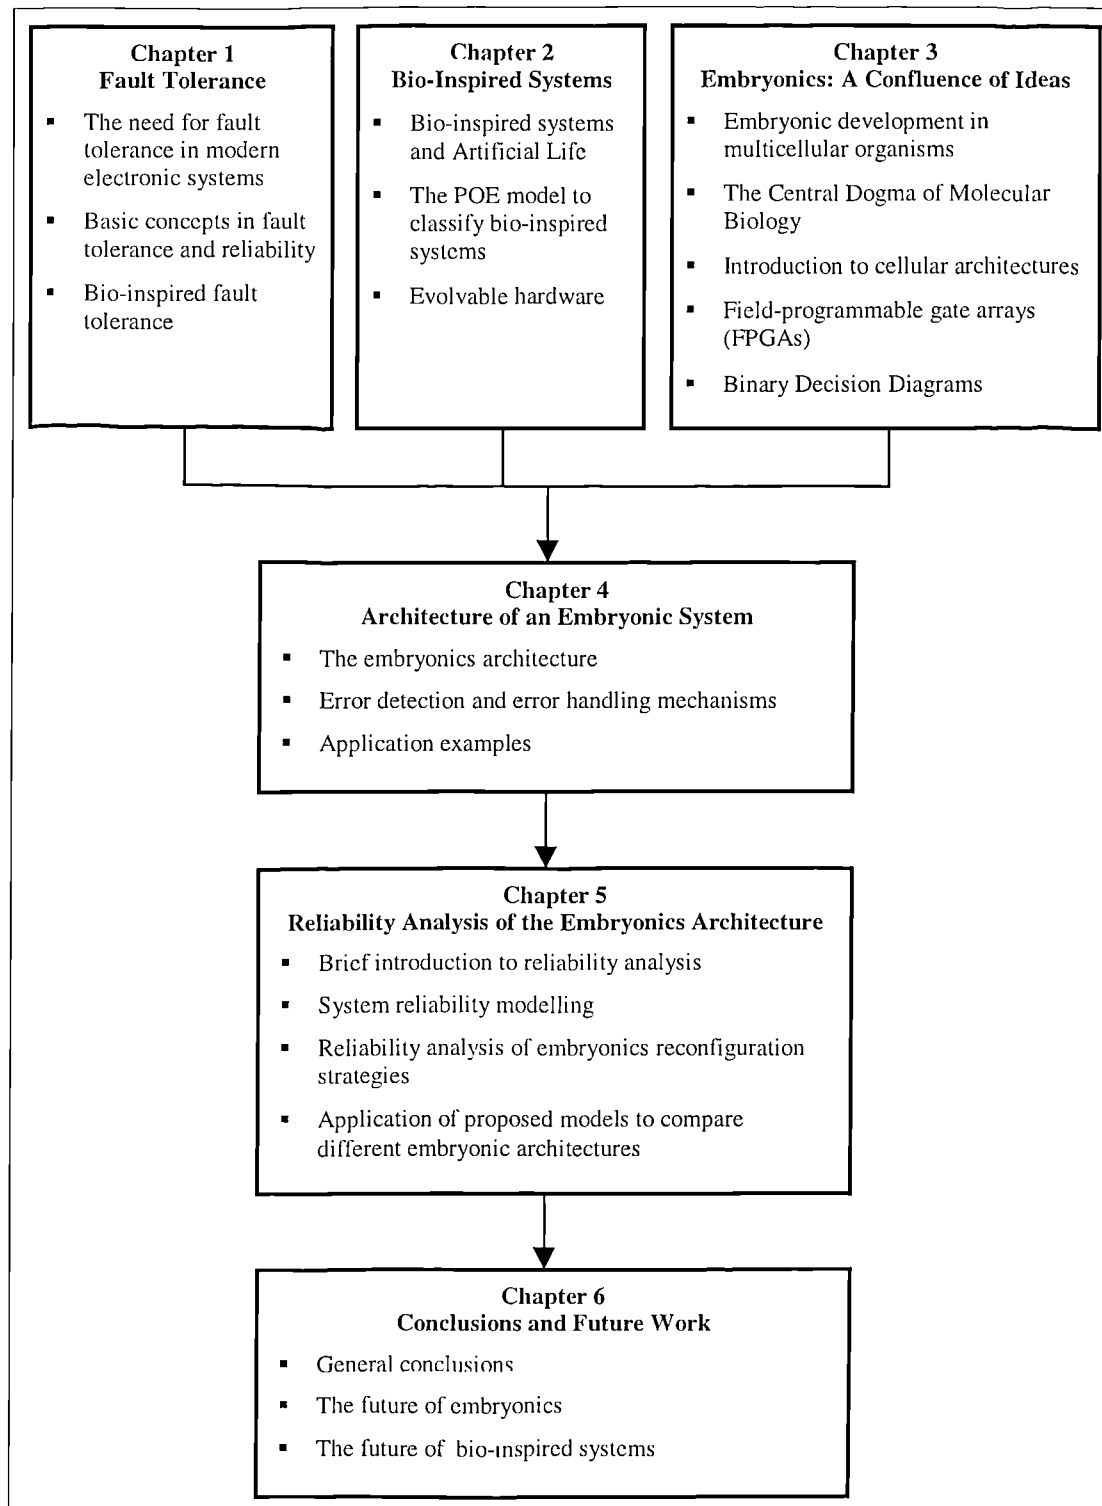 Chapter 1
Fault Tolerance
▪ The need for fault
tolerance in modern
electronic systems
▪ Basic concepts in fault
tolerance and reliability
▪ Bio-inspired fault
tolerance
Chapter 2
Bio-Inspired Systems
▪ Bio-inspired systems
and Artificial Life
▪ The POE model to
classify bio-inspired
systems
▪ Evolvable hardware
Chapter 3
Embryonics: A Confluence of Ideas
▪ Embryonic development in
multicellular organisms
▪ The Central Dogma of Molecular
Biology
▪ Introduction to cellular architectures
▪ Field-programmable gate arrays
(FPGAs)
▪ Binary Decision Diagrams
Chapter 4
Architecture of an Embryonic System
▪ The embryonics architecture
▪ Error detection and error handling mechanisms
▪ Application examples
Chapter 5
Reliability Analysis of the Embryonics Architecture
▪ Brief introduction to reliability analysis
▪ System reliability modelling
▪ Reliability analysis of embryonics reconfiguration
strategies
▪ Application of proposed models to compare
different embryonic architectures
Chapter 6
Conclusions and Future Work
▪ General conclusions
▪ The future of embryonics
▪ The future of bio-inspired systems